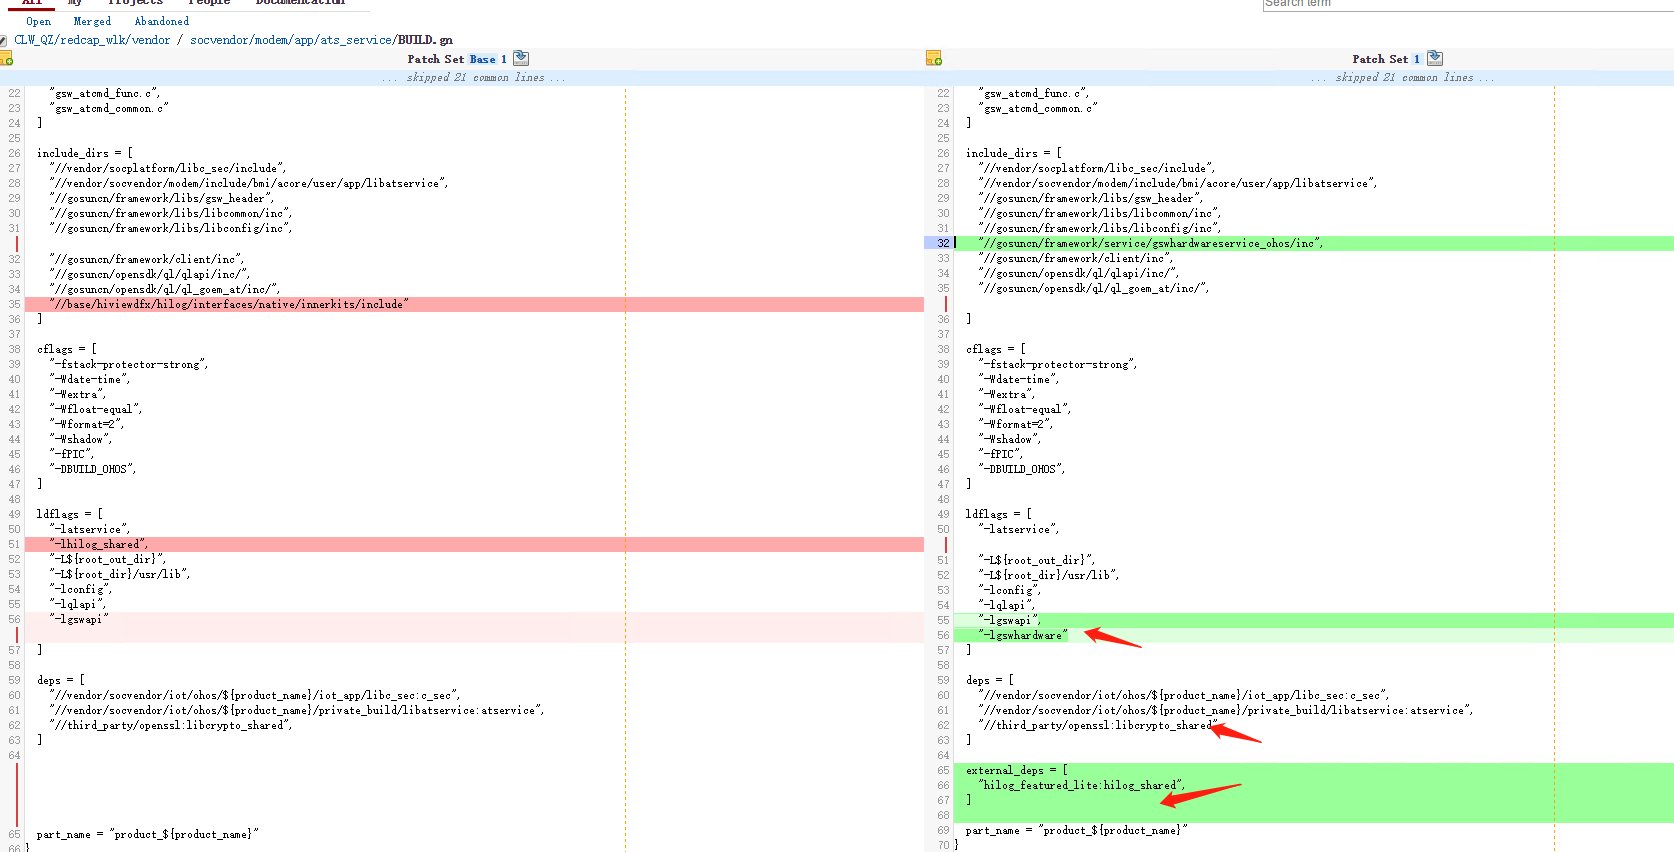 All My Projects People Documentation
Search term
Open Merged Abandoned
CLW_QZ/redcap_wlk/vendor / socvendor/modem/app/ats_service/BUILD.gn
Patch Set Base 1
... skipped 21 common lines ...
22 "gsw_atcmd_func.c",
23 "gsw_atcmd_common.c"
24 ]
25
26 include_dirs = [
27 "//vendor/socplatform/libc_sec/include",
28 "//vendor/socvendor/modem/include/bmi/acore/user/app/libatservice",
29 "//gosuncn/framework/libs/gsw_header",
30 "//gosuncn/framework/libs/libcommon/inc",
31 "//gosuncn/framework/libs/libconfig/inc",
32 "//gosuncn/framework/client/inc",
33 "//gosuncn/opensdk/ql/qlapi/inc/",
34 "//gosuncn/opensdk/ql/ql_goem_at/inc/",
35 "//base/hiviewdfx/hilog/interfaces/native/innerkits/include"
36 ]
37
38 cflags = [
39 "-fstack-protector-strong",
40 "-Wdate-time",
41 "-Wextra",
42 "-Wfloat-equal",
43 "-Wformat=2",
44 "-Wshadow",
45 "-fPIC",
46 "-DBUILD_OHOS",
47 ]
48
49 ldflags = [
50 "-latservice",
51 "-lhilog_shared",
52 "-L${root_out_dir}",
53 "-L${root_dir}/usr/lib",
54 "-lconfig",
55 "-lqlapi",
56 "-lgswapi"
57 ]
58
59 deps = [
60 "//vendor/socvendor/iot/ohos/${product_name}/iot_app/libc_sec:c_sec",
61 "//vendor/socvendor/iot/ohos/${product_name}/private_build/libatservice:atservice",
62 "//third_party/openssl:libcrypto_shared",
63 ]
64
65 part_name = "product_${product_name}"
66 }
Patch Set 1
... skipped 21 common lines ...
22 "gsw_atcmd_func.c",
23 "gsw_atcmd_common.c"
24 ]
25
26 include_dirs = [
27 "//vendor/socplatform/libc_sec/include",
28 "//vendor/socvendor/modem/include/bmi/acore/user/app/libatservice",
29 "//gosuncn/framework/libs/gsw_header",
30 "//gosuncn/framework/libs/libcommon/inc",
31 "//gosuncn/framework/libs/libconfig/inc",
32 "//gosuncn/framework/service/gswhardwareservice_ohos/inc",
33 "//gosuncn/framework/client/inc",
34 "//gosuncn/opensdk/ql/qlapi/inc/",
35 "//gosuncn/opensdk/ql/ql_goem_at/inc/",
36 ]
37
38 cflags = [
39 "-fstack-protector-strong",
40 "-Wdate-time",
41 "-Wextra",
42 "-Wfloat-equal",
43 "-Wformat=2",
44 "-Wshadow",
45 "-fPIC",
46 "-DBUILD_OHOS",
47 ]
48
49 ldflags = [
50 "-latservice",
51 "-L${root_out_dir}",
52 "-L${root_dir}/usr/lib",
53 "-lconfig",
54 "-lqlapi",
55 "-lgswapi",
56 "-lgswhardware"
57 ]
58
59 deps = [
60 "//vendor/socvendor/iot/ohos/${product_name}/iot_app/libc_sec:c_sec",
61 "//vendor/socvendor/iot/ohos/${product_name}/private_build/libatservice:atservice",
62 "//third_party/openssl:libcrypto_shared"
63 ]
64
65 external_deps = [
66 "hilog_featured_lite:hilog_shared",
67 ]
68
69 part_name = "product_${product_name}"
70 }